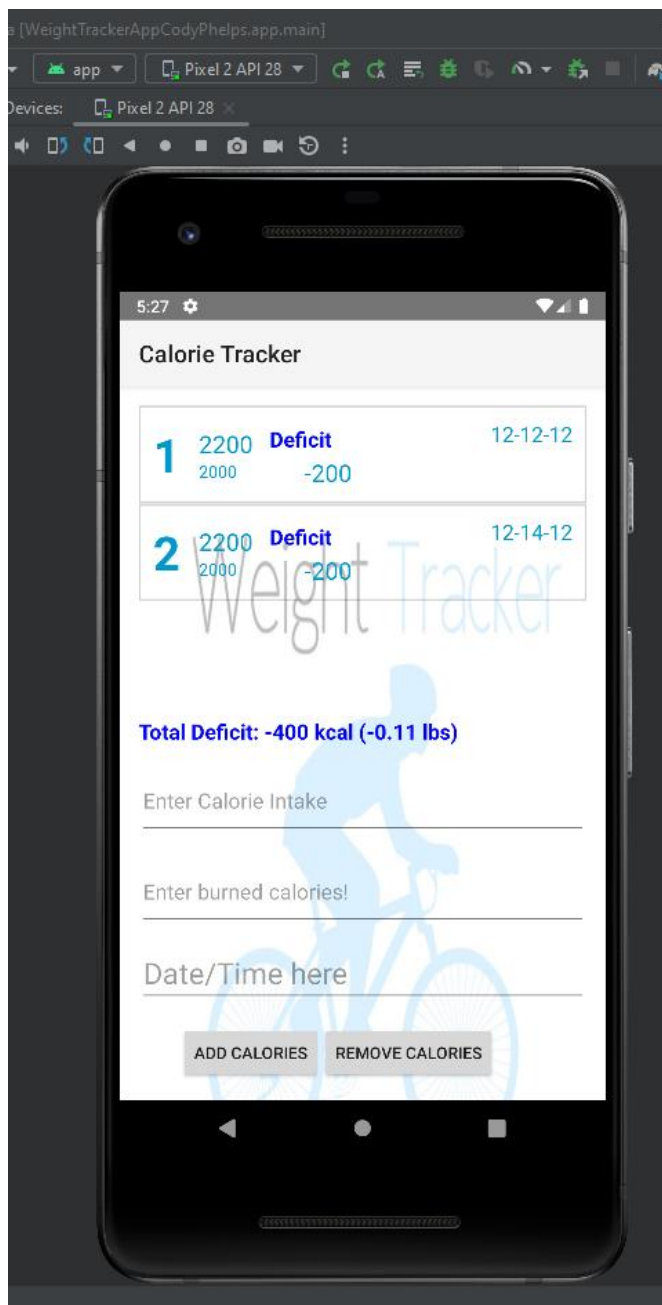 a [WeightTrackerAppCodyPhelps.app.main]
app Pixel 2 API 28
Devices: Pixel 2 API 28
5:27
Calorie Tracker
1 2200 Deficit 12-12-12
2000 -200
2 2200 Deficit 12-14-12
2000 -200
Weight Tracker
Total Deficit: -400 kcal (-0.11 lbs)
Enter Calorie Intake
Enter burned calories!
Date/Time here
ADD CALORIES REMOVE CALORIES